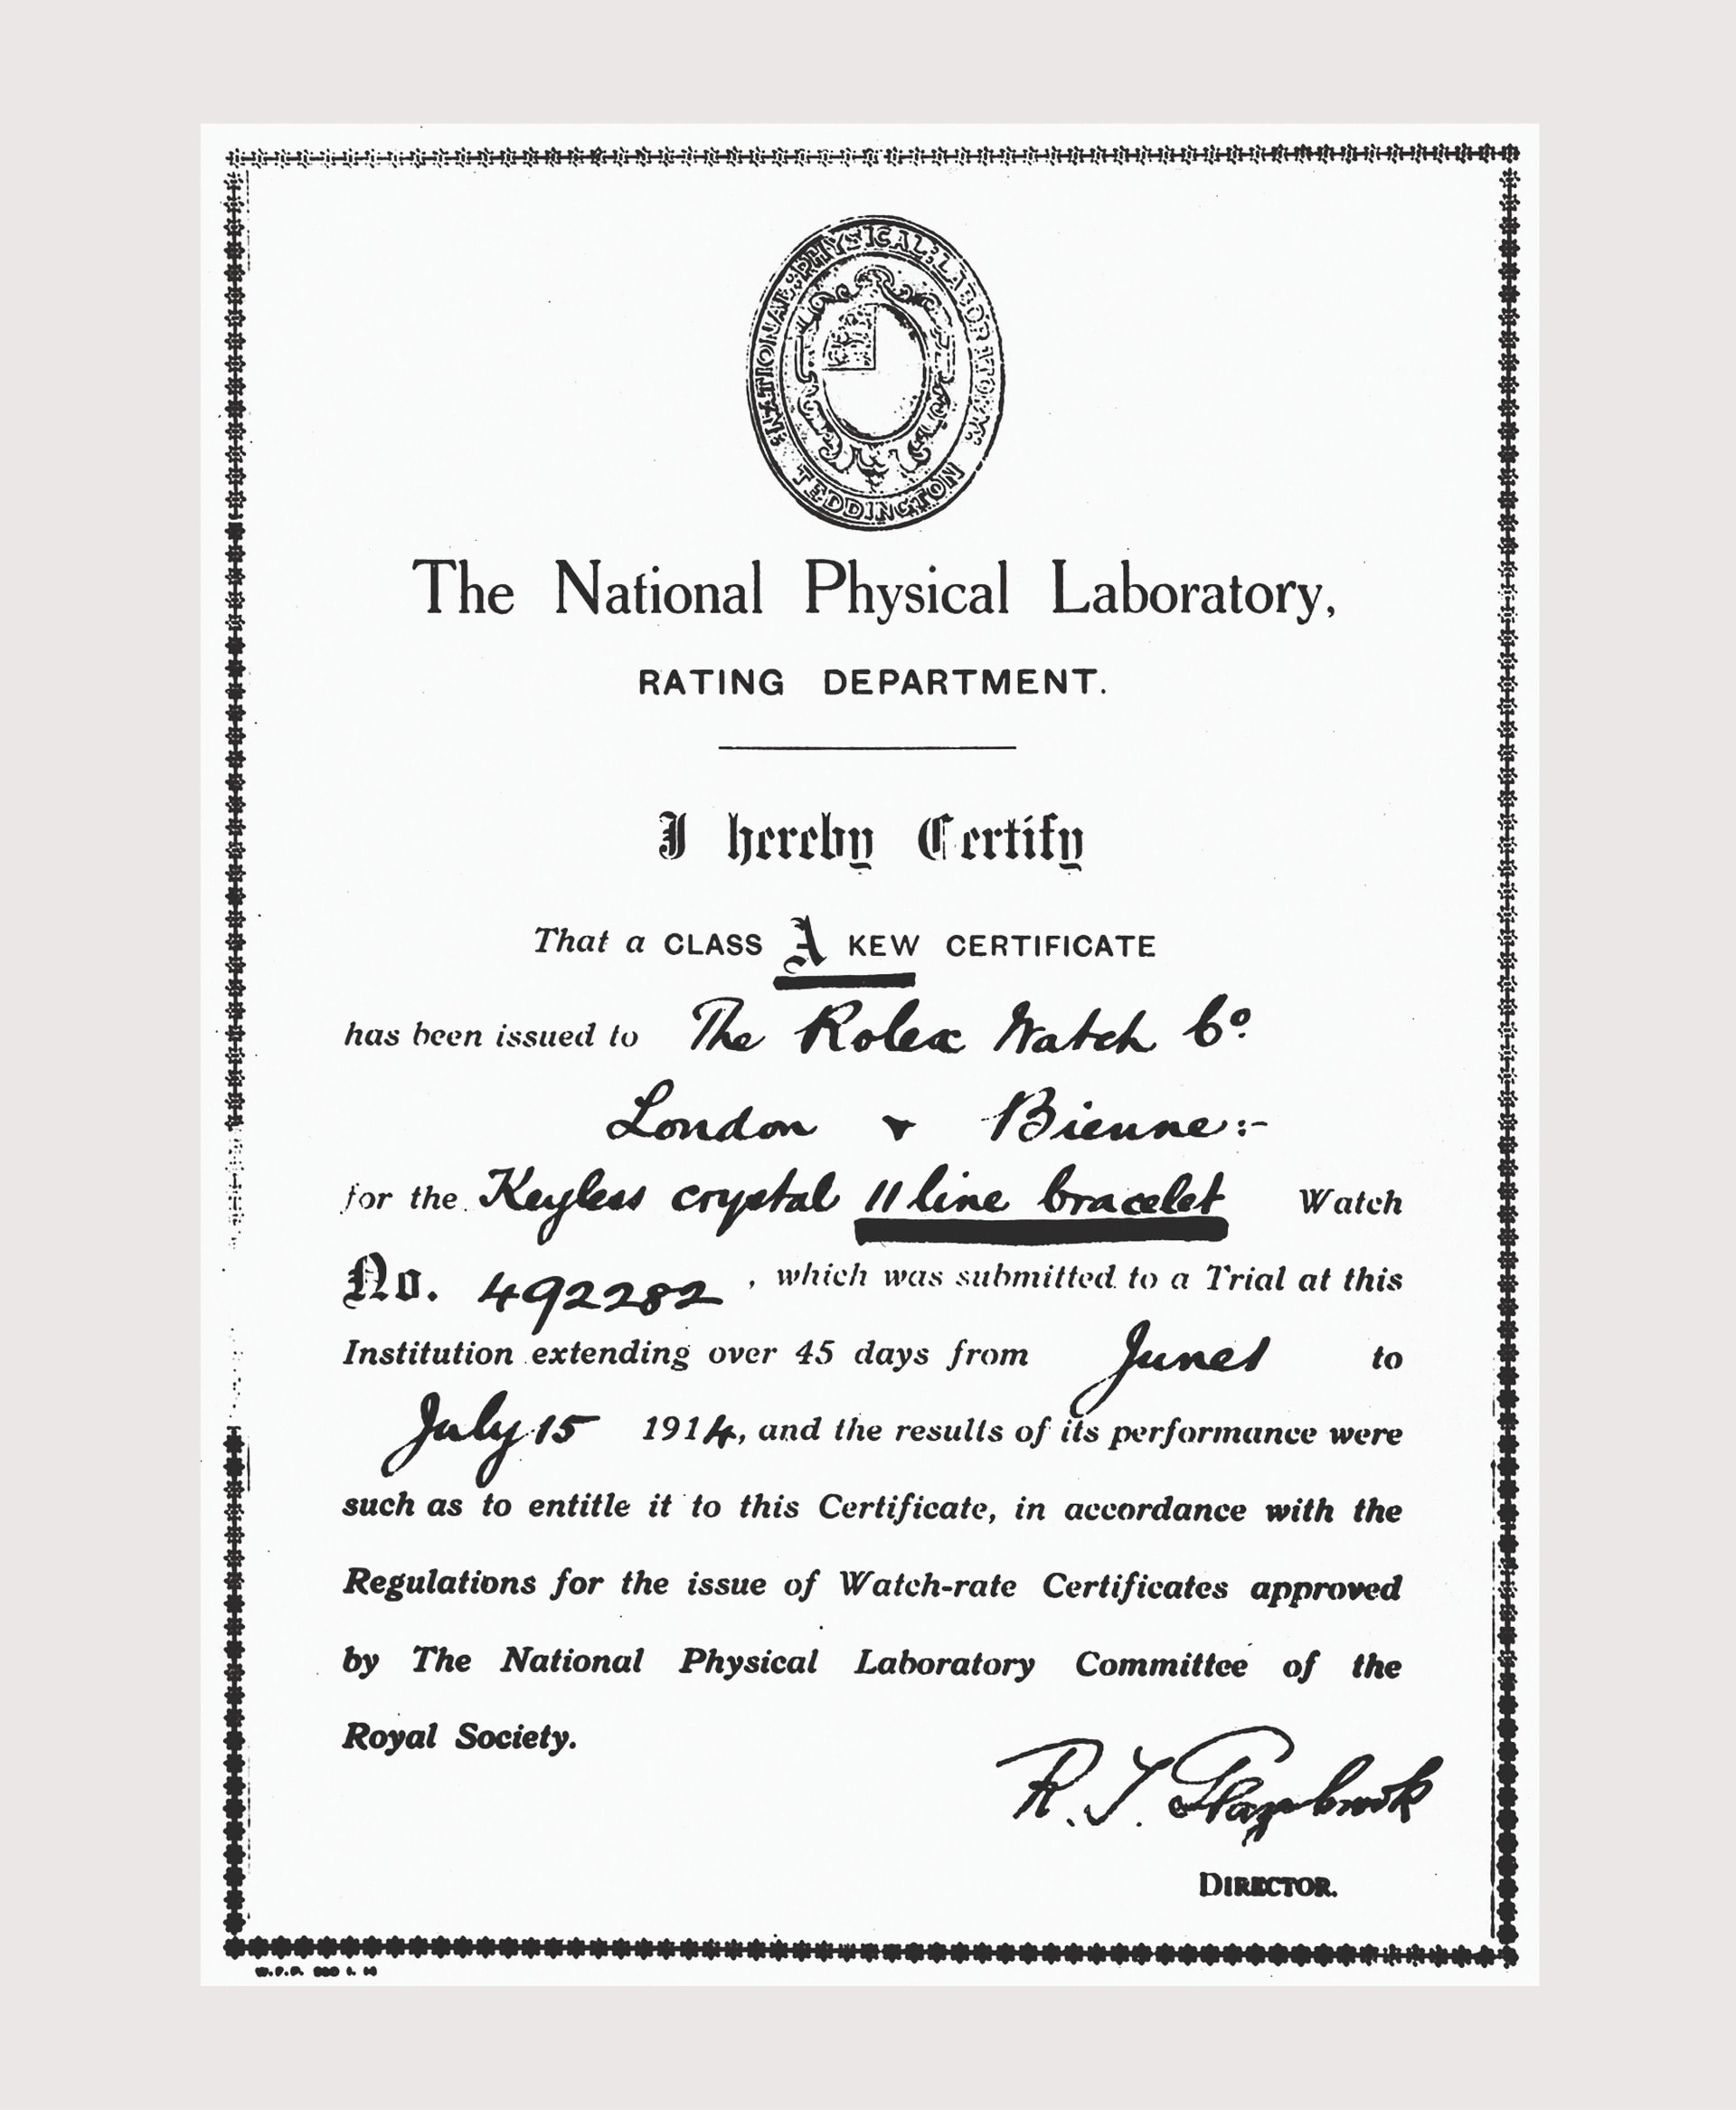 NATIONAL PHYSICAL LABORATORY
TEDDINGTON
The National Physical Laboratory,
RATING DEPARTMENT.
I hereby Certify
That a CLASS A KEW CERTIFICATE
has been issued to The Rolex Watch Co.
London & Bienne:-
for the Keyless crystal 11 line bracelet Watch
No. 492282, which was submitted to a Trial at this
Institution extending over 45 days from June 1 to
July 15 1914, and the results of its performance were
such as to entitle it to this Certificate, in accordance with the
Regulations for the issue of Watch-rate Certificates approved
by The National Physical Laboratory Committee of the
Royal Society.
R. T. Glazebrook
DIRECTOR.